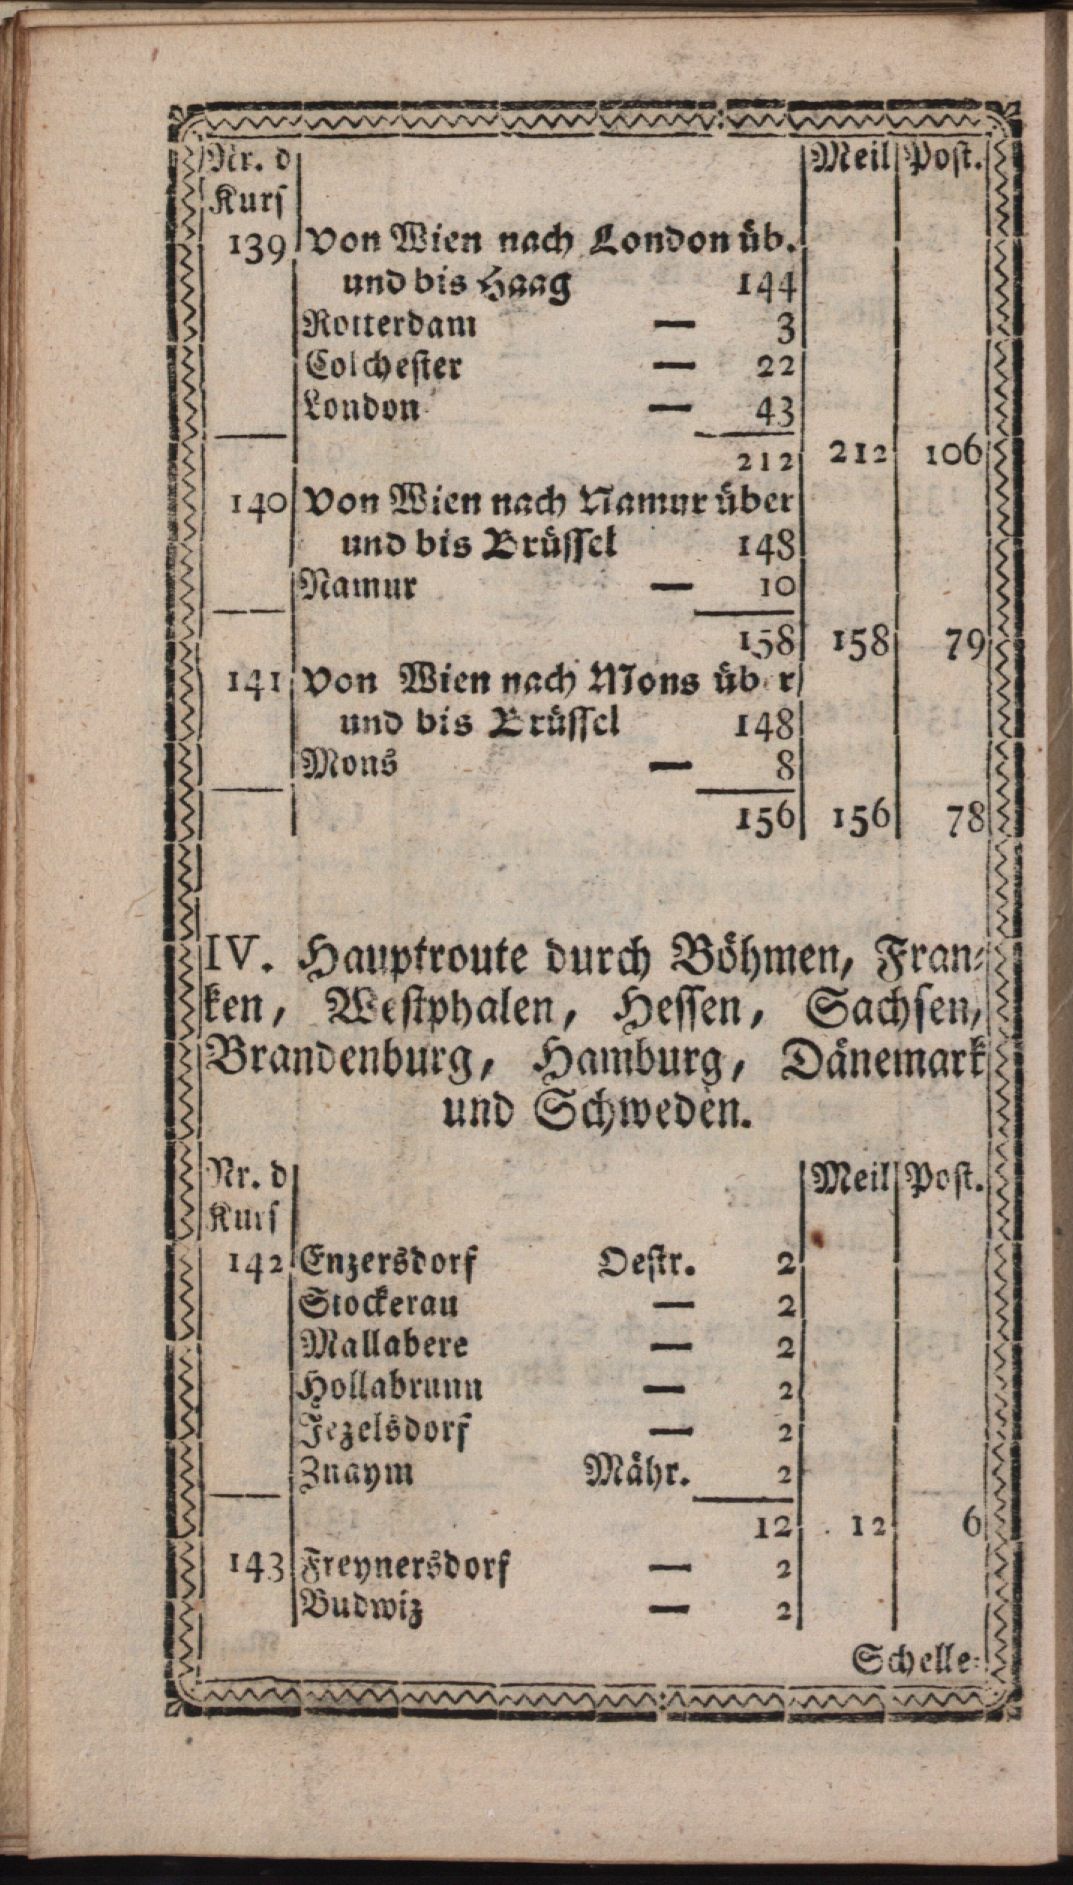 Nr. d Meil Post.
Kurs
139 Von Wien nach London üb.
und bis Haag 144
Rotterdam — 3
Colchester — 22
London — 43
212 212 106
140 Von Wien nach Namur über
und bis Brüssel 148
Namur — 10
158 158 79
141 Von Wien nach Mons üb r
und bis Brüssel 148
Mons — 8
156 156 78
IV. Hauptroute durch Böhmen, Fran-
ken, Westphalen, Hessen, Sachsen,
Brandenburg, Hamburg, Dänemark
und Schweden.
Nr. d Meil Post.
Kurs
142 Enzersdorf Oestr. 2
Stockerau — 2
Mallabere — 2
Hollabrunn — 2
Jezelsdorf — 2
Znaym Mähr. 2
12 12 6
143 Freynersdorf — 2
Budwiz — 2
Schelle-